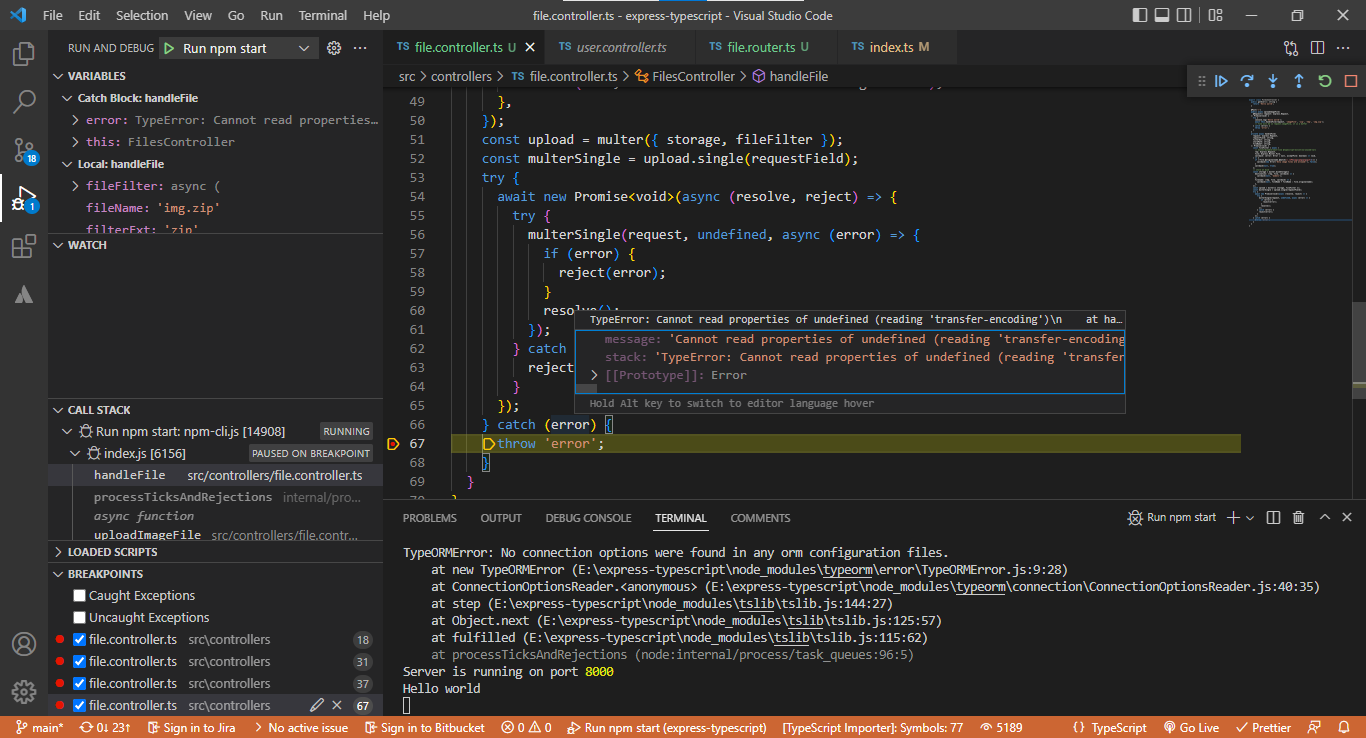 File Edit Selection View Go Run Terminal Help
file.controller.ts - express-typescript - Visual Studio Code
RUN AND DEBUG Run npm start
TS file.controller.ts U
TS user.controller.ts
TS file.router.ts U
TS index.ts M
src > controllers > TS file.controller.ts > FilesController > handleFile
VARIABLES
Catch Block: handleFile
error: TypeError: Cannot read properties…
this: FilesController
Local: handleFile
fileFilter: async (
fileName: 'img.zip'
filterExt: 'zip'
WATCH
CALL STACK
Run npm start: npm-cli.js [14908] RUNNING
index.js [6156] PAUSED ON BREAKPOINT
handleFile src/controllers/file.controller.ts
processTicksAndRejections internal/pro…
async function
uploadImageFile src/controllers/file.contr…
LOADED SCRIPTS
BREAKPOINTS
Caught Exceptions
Uncaught Exceptions
file.controller.ts src\controllers 18
file.controller.ts src\controllers 31
file.controller.ts src\controllers 37
file.controller.ts src\controllers 67
18
1
49 },
50 });
51 const upload = multer({ storage, fileFilter });
52 const multerSingle = upload.single(requestField);
53 try {
54 await new Promise<void>(async (resolve, reject) => {
55 try {
56 multerSingle(request, undefined, async (error) => {
57 if (error) {
58 reject(error);
59 }
60 resolve();
61 });
62 } catch
63 reject
64 }
65 });
66 } catch (error) {
67 throw 'error';
68 }
69 }
70 }
TypeError: Cannot read properties of undefined (reading 'transfer-encoding')\n at ha…
message: 'Cannot read properties of undefined (reading 'transfer-encoding
stack: 'TypeError: Cannot read properties of undefined (reading 'transfer
[[Prototype]]: Error
Hold Alt key to switch to editor language hover
PROBLEMS OUTPUT DEBUG CONSOLE TERMINAL COMMENTS
Run npm start
TypeORMError: No connection options were found in any orm configuration files.
at new TypeORMError (E:\express-typescript\node_modules\typeorm\error\TypeORMError.js:9:28)
at ConnectionOptionsReader.<anonymous> (E:\express-typescript\node_modules\typeorm\connection\ConnectionOptionsReader.js:40:35)
at step (E:\express-typescript\node_modules\tslib\tslib.js:144:27)
at Object.next (E:\express-typescript\node_modules\tslib\tslib.js:125:57)
at fulfilled (E:\express-typescript\node_modules\tslib\tslib.js:115:62)
at processTicksAndRejections (node:internal/process/task_queues:96:5)
Server is running on port 8000
Hello world
main* 0↓ 23↑ Sign in to Jira No active issue Sign in to Bitbucket 0 0 Run npm start (express-typescript) [TypeScript Importer]: Symbols: 77 5189 { } TypeScript Go Live Prettier